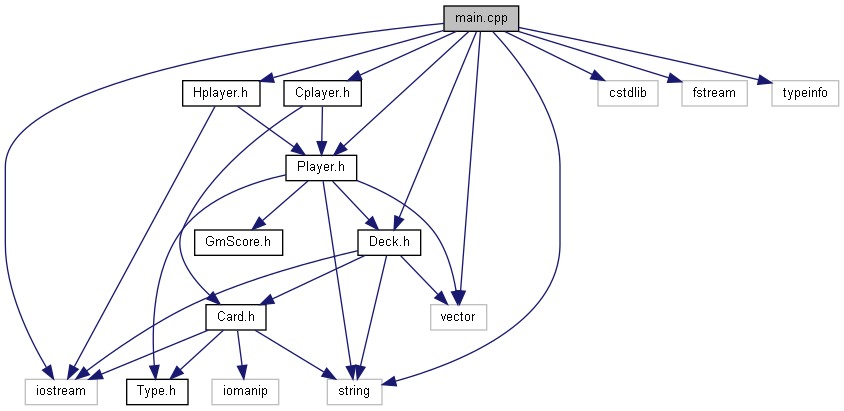 main.cpp
Hplayer.h
Cplayer.h
cstdlib
fstream
typeinfo
Player.h
GmScore.h
Deck.h
Card.h
vector
iostream
Type.h
iomanip
string